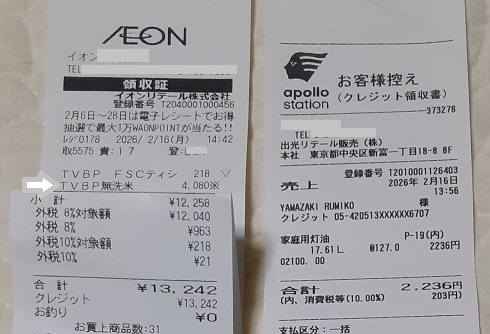 ÆON
イオン
TEL
領収証
イオンリテール株式会社
登録番号 T2040001000456
2月6日~28日は電子レシートでお得
抽選で最大1万WAONPOINTが当たる!!
ﾚｼﾞ0178 2026/ 2/16(月) 14:42
取5575 責:17 登:
TVBP FSCティシ 218 ∨
TVBP無洗米 4,080※
小計 ¥12,258
外税 8%対象額 ¥12,040
外税 8% ¥963
外税10%対象額 ¥218
外税10% ¥21
合計 ¥13,242
クレジット ¥13,242
お釣り ¥0
お買上商品数:31
apollo
station
お客様控え
(クレジット領収書)
373278
TEL
出光リテール販売(株)
本社 東京都中央区新富一丁目18-8 8F
登録番号 T2010001126403
売上 2026年 2月16日
13:56
YAMAZAKI RUMIKO 様
クレジット 05-420513XXXXXX6707
家庭用灯油 P-19(内)
17.61L @127.0 2236円
02100. 00
合計 2,236円
(内、消費税等(10.00%) 203円)
支払区分:一括